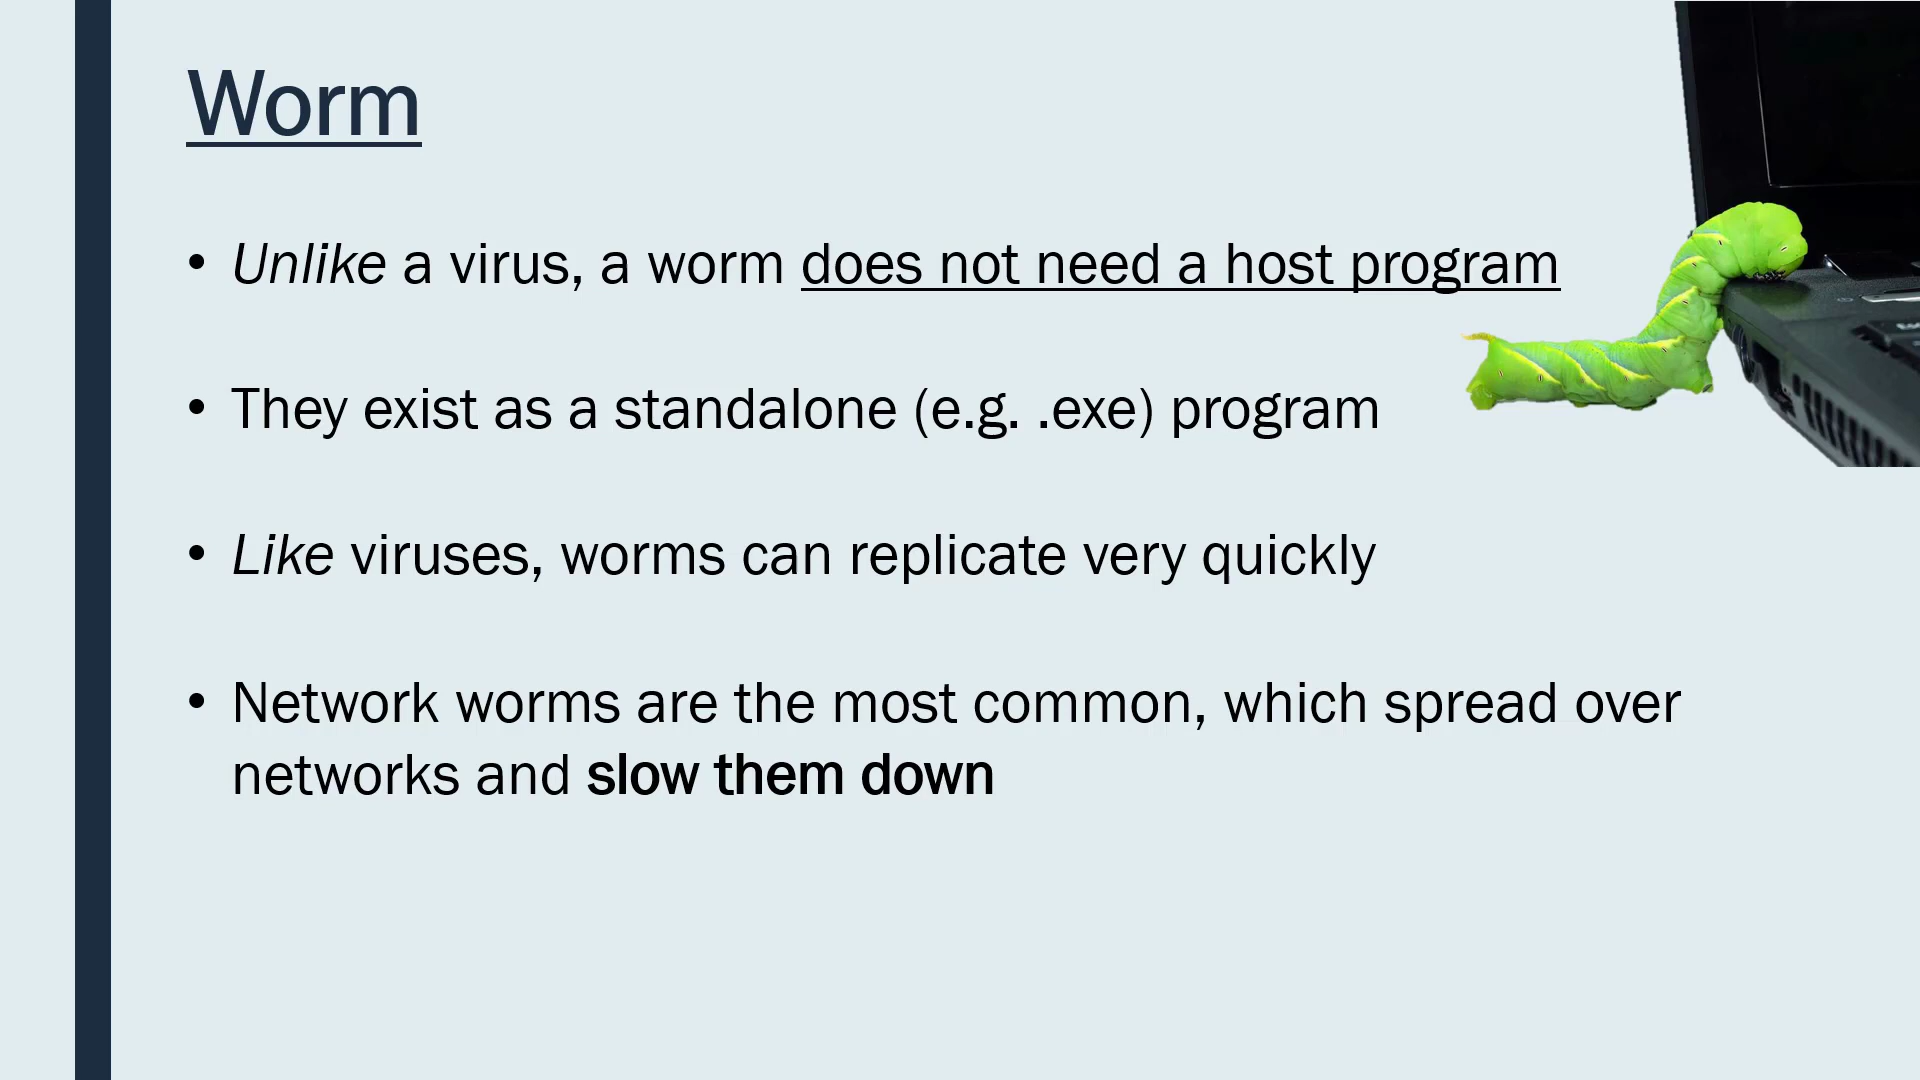 Worm
• Unlike a virus, a worm does not need a host program
• They exist as a standalone (e.g. .exe) program
• Like viruses, worms can replicate very quickly
• Network worms are the most common, which spread over
networks and slow them down